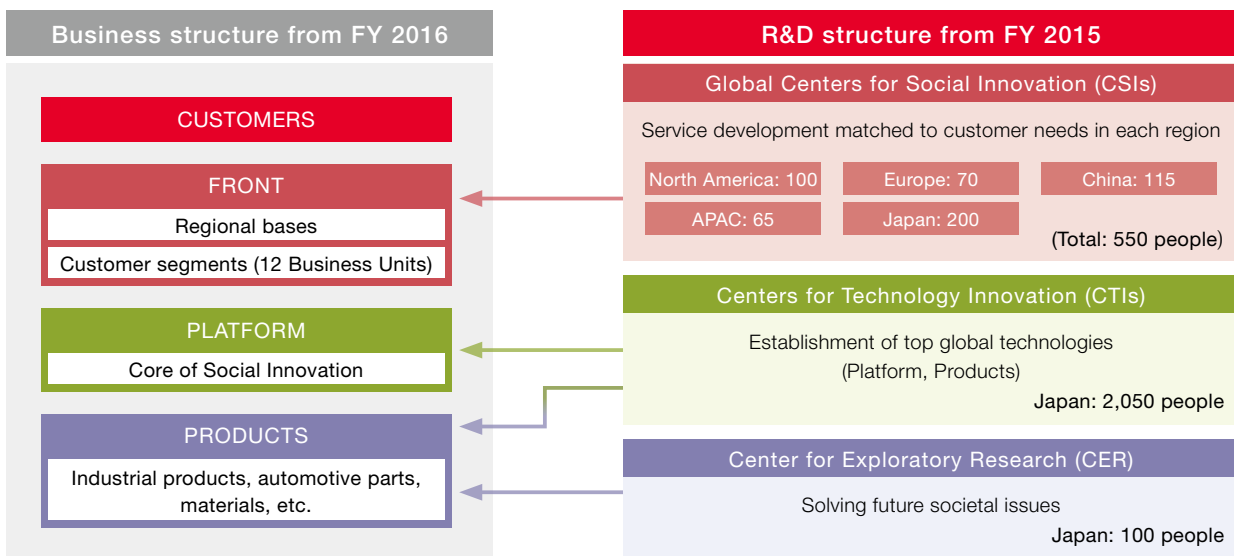 Business structure from FY 2016
CUSTOMERS
FRONT
Regional bases
Customer segments (12 Business Units)
PLATFORM
Core of Social Innovation
PRODUCTS
Industrial products, automotive parts,
materials, etc.
R&D structure from FY 2015
Global Centers for Social Innovation (CSIs)
Service development matched to customer needs in each region
North America: 100
Europe: 70
China: 115
APAC: 65
Japan: 200
(Total: 550 people)
Centers for Technology Innovation (CTIs)
Establishment of top global technologies
(Platform, Products)
Japan: 2,050 people
Center for Exploratory Research (CER)
Solving future societal issues
Japan: 100 people